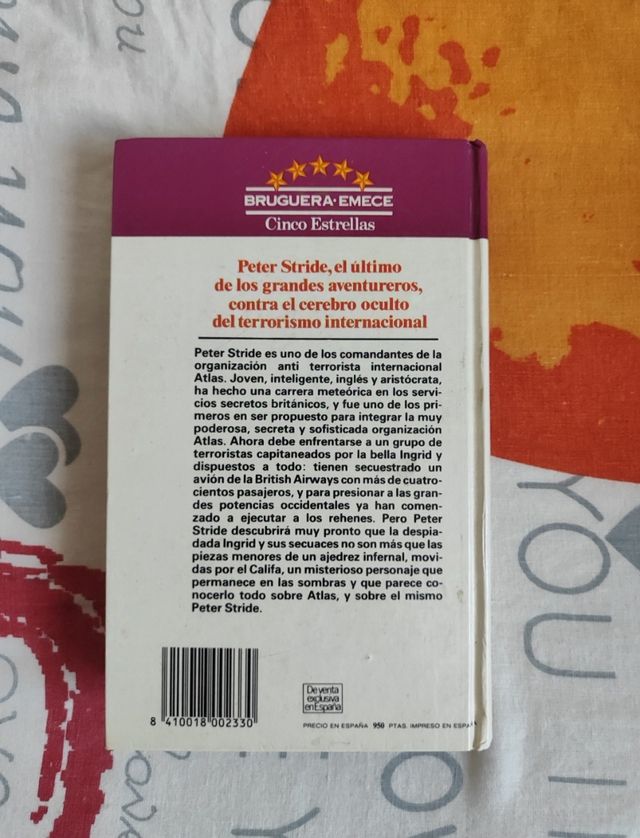 BRUGUERA·EMECE
Cinco Estrellas
Peter Stride, el último
de los grandes aventureros,
contra el cerebro oculto
del terrorismo internacional
Peter Stride es uno de los comandantes de la
organización anti terrorista internacional
Atlas. Joven, inteligente, inglés y aristócrata,
ha hecho una carrera meteórica en los servi-
cios secretos británicos, y fue uno de los pri-
meros en ser propuesto para integrar la muy
poderosa, secreta y sofisticada organización
Atlas. Ahora debe enfrentarse a un grupo de
terroristas capitaneados por la bella Ingrid y
dispuestos a todo: tienen secuestrado un
avión de la British Airways con más de cuatro-
cientos pasajeros, y para presionar a las gran-
des potencias occidentales ya han comen-
zado a ejecutar a los rehenes. Pero Peter
Stride descubrirá muy pronto que la despia-
dada Ingrid y sus secuaces no son más que las
piezas menores de un ajedrez infernal, movi-
das por el Califa, un misterioso personaje que
permanece en las sombras y que parece co-
nocerlo todo sobre Atlas, y sobre el mismo
Peter Stride.
De venta
exclusiva
en España
8 410018 002330
PRECIO EN ESPAÑA 950 PTAS. IMPRESO EN ESPAÑA
YOU